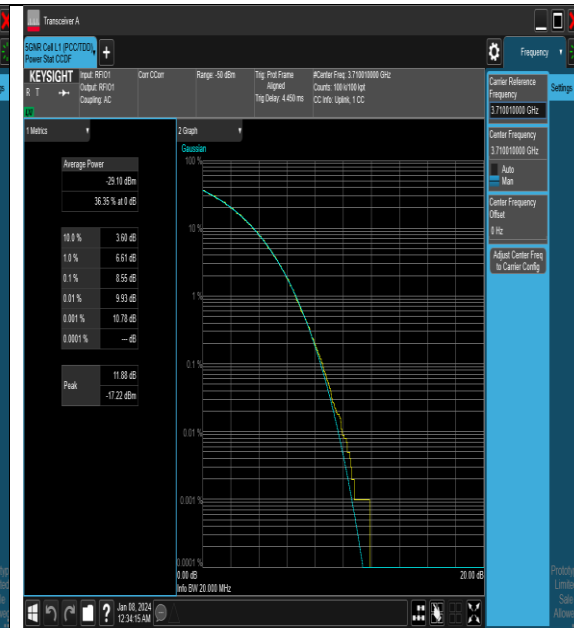 Transceiver A
5GNR Cell L1 (PCC/TDD),
Power Stat CCDF
+
Frequency
KEYSIGHT
R T
LXI
Input: RFIO1
Output: RFIO1
Coupling: AC
Corr CCorr
Range: -50 dBm
Trig: Prot Frame
Aligned
Trig Delay: 4.450 ms
#Center Freq: 3.710010000 GHz
Counts: 100 k/100 kpt
CC Info: Uplink, 1 CC
Carrier Reference
Frequency
3.710010000 GHz
Center Frequency
3.710010000 GHz
Auto
Man
Center Frequency
Offset
0 Hz
Adjust Center Freq
to Carrier Config
Settings
1 Metrics
Average Power
-29.10 dBm
36.35 % at 0 dB
10.0 % 3.60 dB
1.0 % 6.61 dB
0.1 % 8.55 dB
0.01 % 9.93 dB
0.001 % 10.78 dB
0.0001 % --- dB
Peak
11.88 dB
-17.22 dBm
2 Graph
Gaussian
100 %
10 %
1 %
0.1 %
0.01 %
0.001 %
0.0001 %
0.00 dB
20.00 dB
Info BW 20.000 MHz
?
Jan 08, 2024
12:34:15 AM